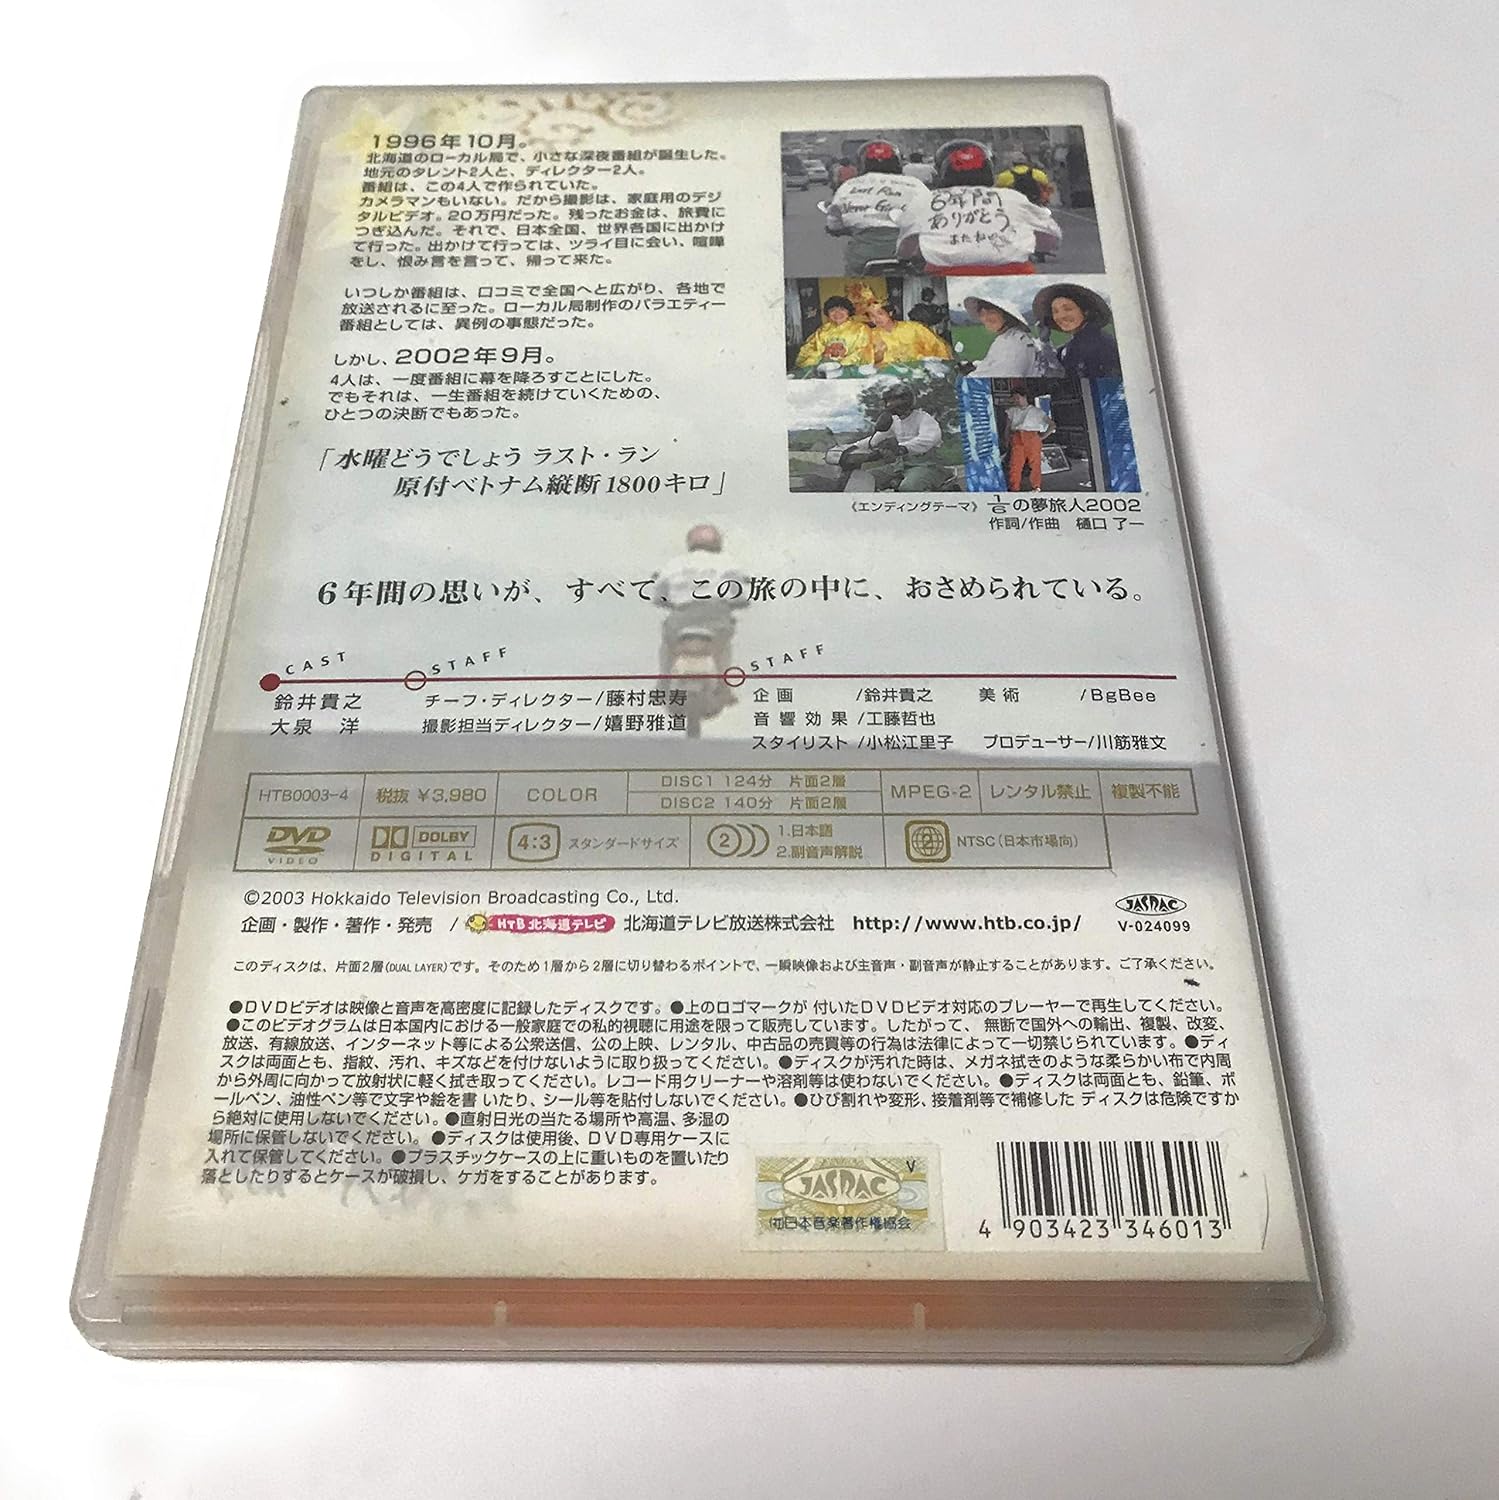 1996年10月。
北海道のローカル局で、小さな深夜番組が誕生した。
地元のタレント2人と、ディレクター2人。
番組は、この4人で作られていた。
カメラマンもいない。だから撮影は、家庭用のデジ
タルビデオ。20万円だった。残ったお金は、旅費に
つぎ込んだ。それで、日本全国、世界各国に出かけ
て行った。出かけて行っては、ツライ目に会い、喧嘩
をし、恨み言を言って、帰って来た。
いつしか番組は、口コミで全国へと広がり、各地で
放送されるに至った。ローカル局制作のバラエティー
番組としては、異例の事態だった。
しかし、2002年9月。
4人は、一度番組に幕を降ろすことにした。
でもそれは、一生番組を続けていくための、
ひとつの決断でもあった。
「水曜どうでしょう ラスト・ラン
原付ベトナム縦断1800キロ」
Last Run
6年間
ありがとう
またね
《エンディングテーマ》 1/6の夢旅人2002
作詞/作曲 樋口了一
6年間の思いが、すべて、この旅の中に、おさめられている。
CAST
STAFF
STAFF
鈴井貴之 チーフ・ディレクター/藤村忠寿 企画 /鈴井貴之 美術 /BgBee
大泉 洋 撮影担当ディレクター/嬉野雅道 音響効果 /工藤哲也
スタイリスト /小松江里子 プロデューサー/川筋雅文
HTB0003-4 税抜 ¥3,980 COLOR DISC1 124分 片面2層 MPEG-2 レンタル禁止 複製不能
DISC2 140分 片面2層
DVD VIDEO DOLBY DIGITAL 4:3 スタンダードサイズ 2 1.日本語 2 NTSC(日本市場向)
2.副音声解説
©2003 Hokkaido Television Broadcasting Co., Ltd.
企画・製作・著作・発売 / HTB 北海道テレビ 北海道テレビ放送株式会社 http://www.htb.co.jp/
JASRAC
V-024099
このディスクは、片面2層(DUAL LAYER)です。そのため1層から2層に切り替わるポイントで、一瞬映像および主音声・副音声が静止することがあります。ご了承ください。
●DVDビデオは映像と音声を高密度に記録したディスクです。●上のロゴマークが 付いたDVDビデオ対応のプレーヤーで再生してください。
●このビデオグラムは日本国内における一般家庭での私的視聴に用途を限って販売しています。したがって、 無断で国外への輸出、複製、改変、
放送、有線放送、インターネット等による公衆送信、公の上映、レンタル、中古品の売買等の行為は法律によって一切禁じられています。●ディ
スクは両面とも、指紋、汚れ、キズなどを付けないように取り扱ってください。●ディスクが汚れた時は、メガネ拭きのような柔らかい布で内周
から外周に向かって放射状に軽く拭き取ってください。レコード用クリーナーや溶剤等は使わないでください。●ディスクは両面とも、鉛筆、ボ
ールペン、油性ペン等で文字や絵を書 いたり、シール等を貼付しないでください。●ひび割れや変形、接着剤等で補修した ディスクは危険ですか
ら絶対に使用しないでください。●直射日光の当たる場所や高温、多湿の
場所に保管しないでください。●ディスクは使用後、DVD専用ケースに
入れて保管してください。●プラスチックケースの上に重いものを置いたり
落としたりするとケースが破損し、ケガをすることがあります。
V
JASRAC
(社)日本音楽著作権協会
4 903423 346013